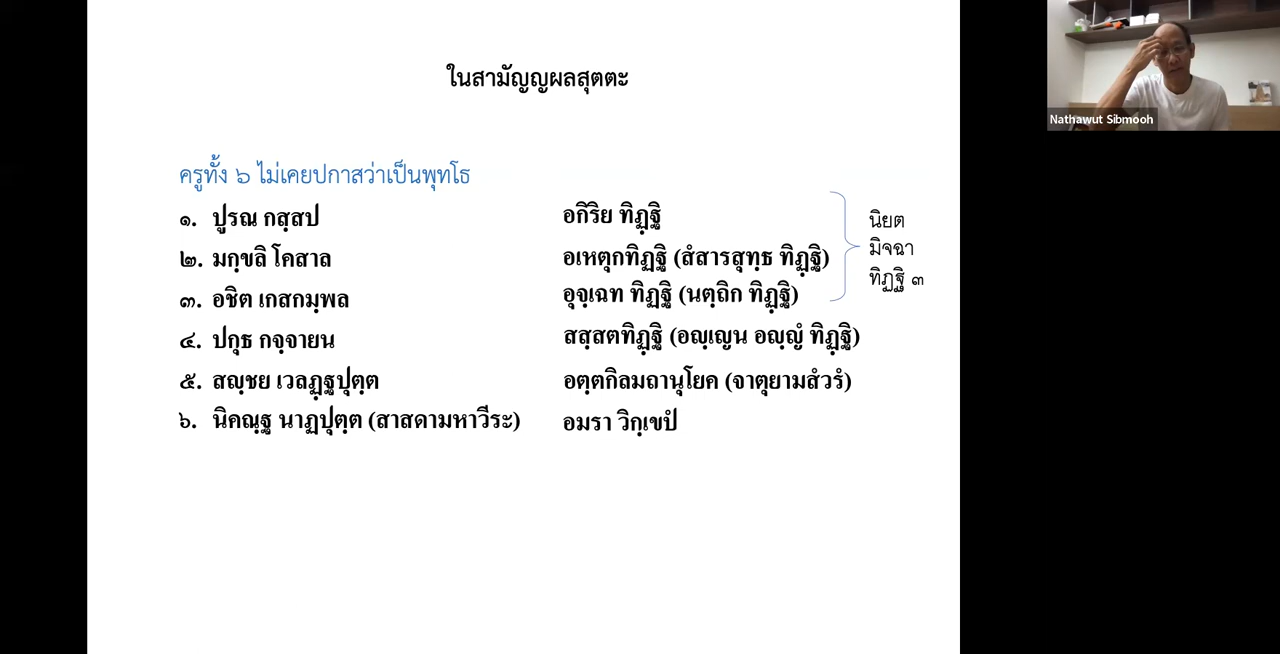 ในสามัญญผลสุตตะ
ครูทั้ง ๖ ไม่เคยปกาสว่าเป็นพุทโธ
๑. ปูรณ กสฺสป อกิริย ทิฏฺฐิ
๒. มกฺขลิ โคสาล อเหตุกทิฏฺฐิ (สํสารสุทฺธ ทิฏฺฐิ)
๓. อชิต เกสกมฺพล อุจฺเฉท ทิฏฺฐิ (นตฺถิก ทิฏฺฐิ)
๔. ปกุธ กจฺจายน สสฺสตทิฏฺฐิ (อญฺเญน อญฺญํ ทิฏฺฐิ)
๕. สญฺชย เวลฏฺฐปุตฺต อตฺตกิลมถานุโยค (จาตุยามสํวรํ)
๖. นิคณฺฐ นาฏปุตฺต (สาสดามหาวีระ) อมรา วิกฺเขปํ
นิยต
มิจฉา
ทิฏฐิ ๓
Nathawut Sibmooh